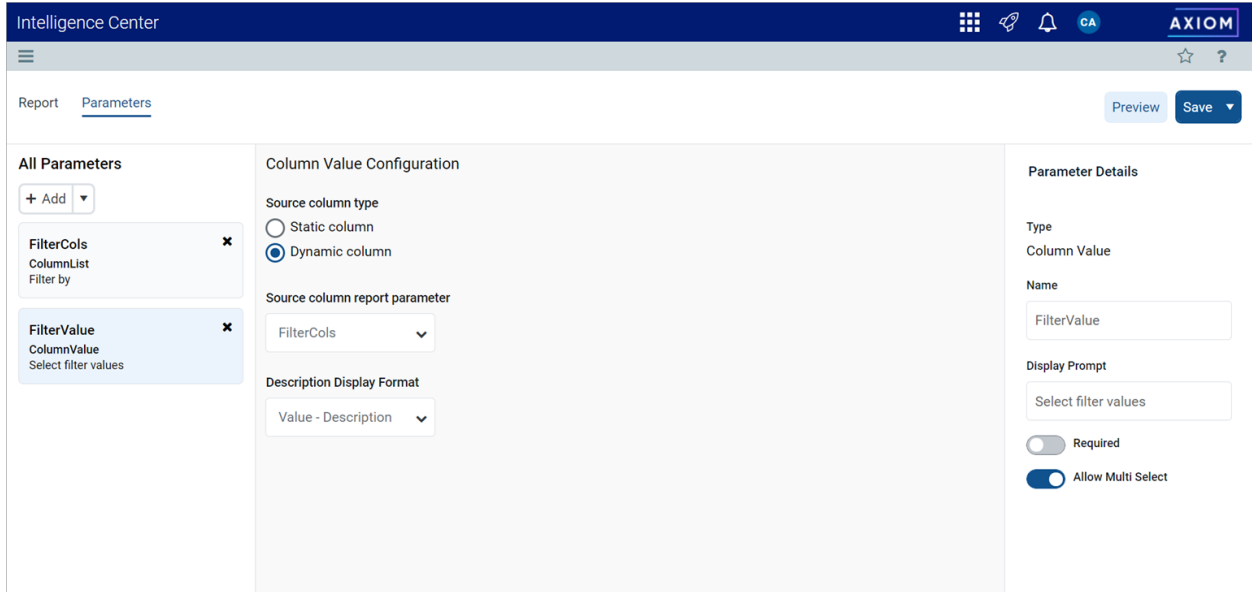 Intelligence Center
CA
AXIOM
?
Report Parameters
Preview Save
All Parameters
+ Add
FilterCols
ColumnList
Filter by
FilterValue
ColumnValue
Select filter values
Column Value Configuration
Source column type
Static column
Dynamic column
Source column report parameter
FilterCols
Description Display Format
Value - Description
Parameter Details
Type
Column Value
Name
FilterValue
Display Prompt
Select filter values
Required
Allow Multi Select